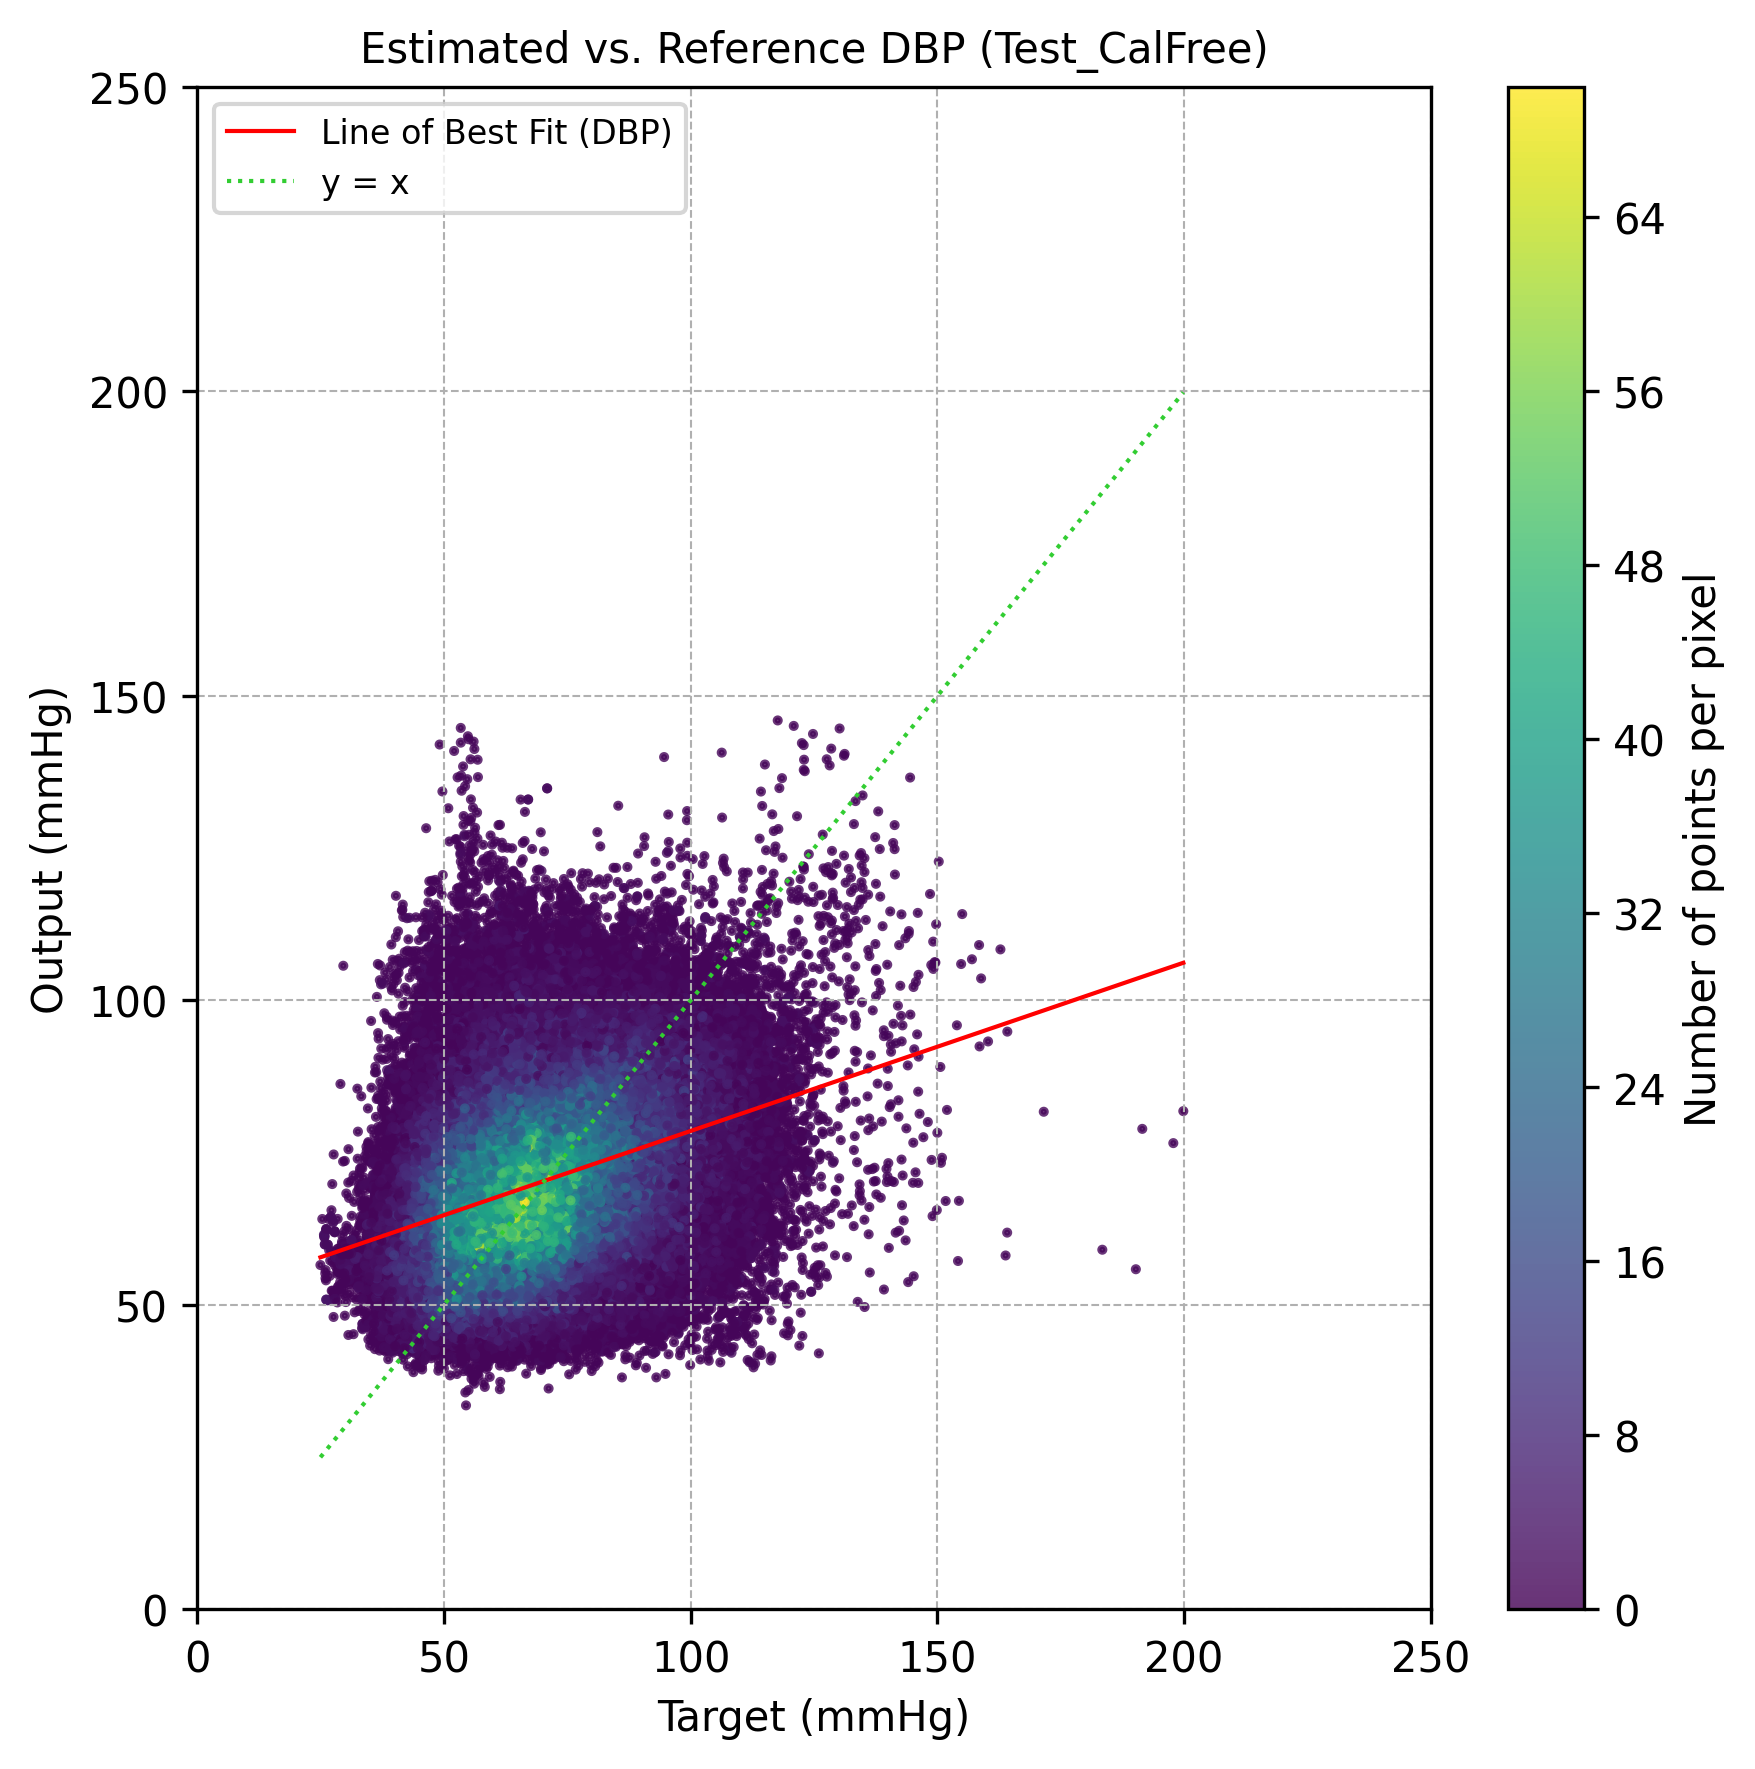 Estimated vs. Reference DBP (Test_CalFree)
Line of Best Fit (DBP)
y = x
250
200
150
100
50
0
Output (mmHg)
0 50 100 150 200 250
Target (mmHg)
64
56
48
40
32
24
16
8
0
Number of points per pixel